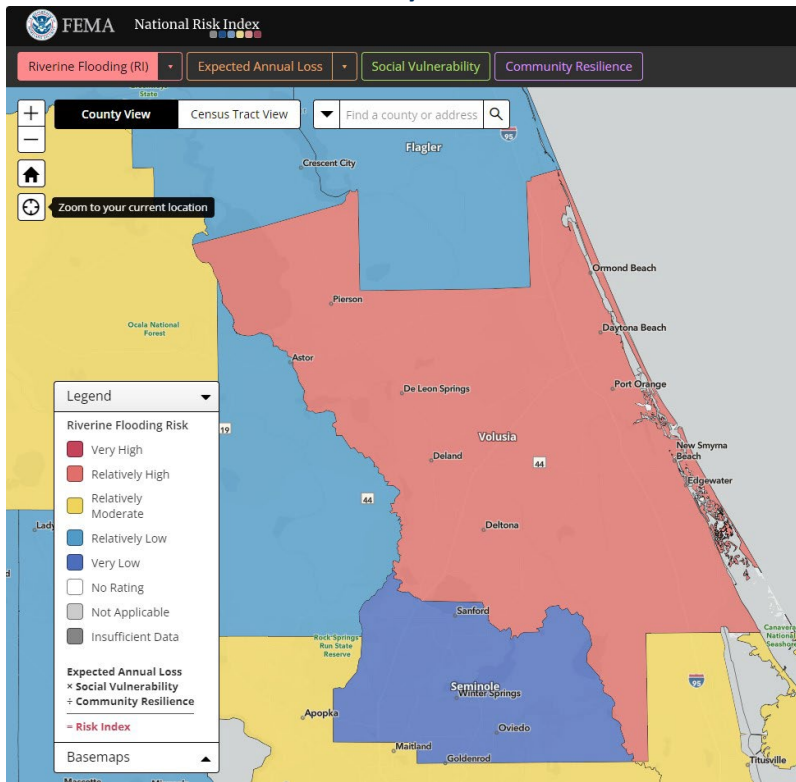 FEMA National Risk Index
Riverine Flooding (RI) Expected Annual Loss Social Vulnerability Community Resilience
State
County View Census Tract View Find a county or address
95
Flagler
Crescent City
Zoom to your current location
Ormond Beach
Pierson
Ocala National
Forest
Daytona Beach
Astor
Port Orange
De Leon Springs
Legend
Riverine Flooding Risk
19
Volusia
Very High
New Smyrna
Beach
Deland
44
Relatively High
Edgewater
44
Relatively
Moderate
Lady
Deltona
Relatively Low
Very Low
No Rating
Sanford
Not Applicable
Canavera
National
Seashore
Insufficient Data
Rock Springs
Run State
Reserve
Expected Annual Loss
× Social Vulnerability
÷ Community Resilience
95
Seminole
Winter Springs
= Risk Index
Apopka
Oviedo
Maitland
Basemaps
Goldenrod
Titusville